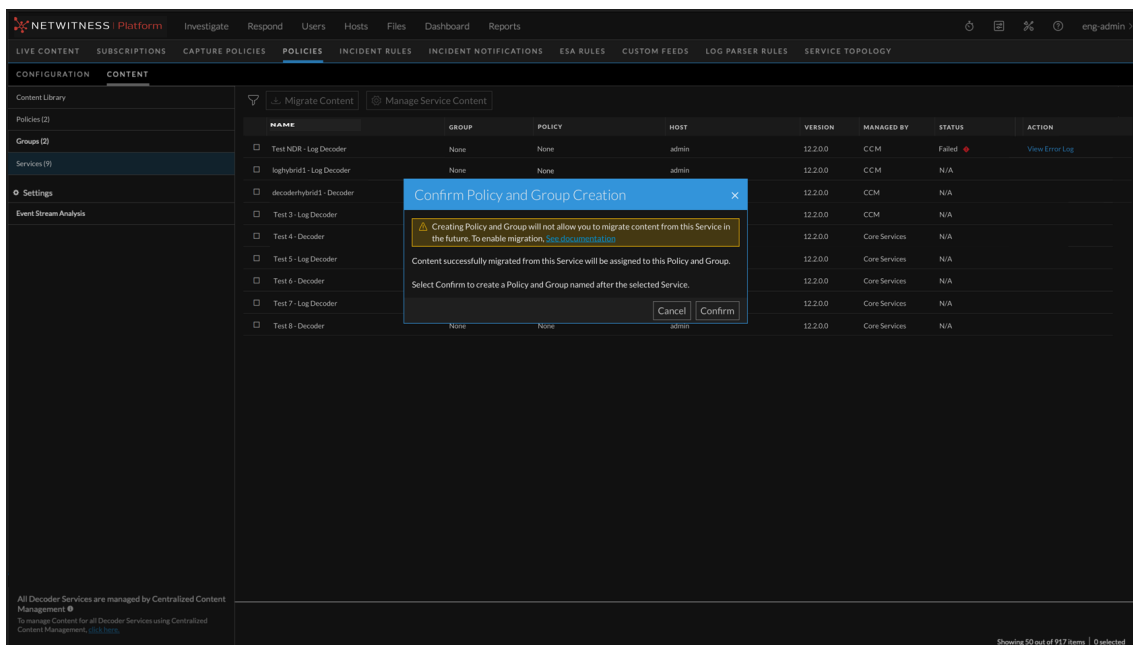 NETWITNESS | Platform Investigate Respond Users Hosts Files Dashboard Reports eng-admin
LIVE CONTENT SUBSCRIPTIONS CAPTURE POLICIES POLICIES INCIDENT RULES INCIDENT NOTIFICATIONS ESA RULES CUSTOM FEEDS LOG PARSER RULES SERVICE TOPOLOGY
CONFIGURATION CONTENT
Content Library
Policies (2)
Groups (2)
Services (9)
Settings
Event Stream Analysis
All Decoder Services are managed by Centralized Content
Management
To manage Content for all Decoder Services using Centralized
Content Management, click here.
Migrate Content Manage Service Content
NAME GROUP POLICY HOST VERSION MANAGED BY STATUS ACTION
Test NDR - Log Decoder None None admin 12.2.0.0 CCM Failed View Error Log
loghybrid1 - Log Decoder None None admin 12.2.0.0 CCM N/A
decoderhybrid1 - Decoder 12.2.0.0 CCM N/A
Test 3 - Log Decoder 12.2.0.0 CCM N/A
Test 4 - Decoder 12.2.0.0 Core Services N/A
Test 5 - Log Decoder 12.2.0.0 Core Services N/A
Test 6 - Decoder 12.2.0.0 Core Services N/A
Test 7 - Log Decoder 12.2.0.0 Core Services N/A
Test 8 - Decoder None None admin 12.2.0.0 Core Services N/A
Confirm Policy and Group Creation
Creating Policy and Group will not allow you to migrate content from this Service in
the future. To enable migration, See documentation
Content successfully migrated from this Service will be assigned to this Policy and Group.
Select Confirm to create a Policy and Group named after the selected Service.
Cancel Confirm
Showing 50 out of 917 items | 0 selected